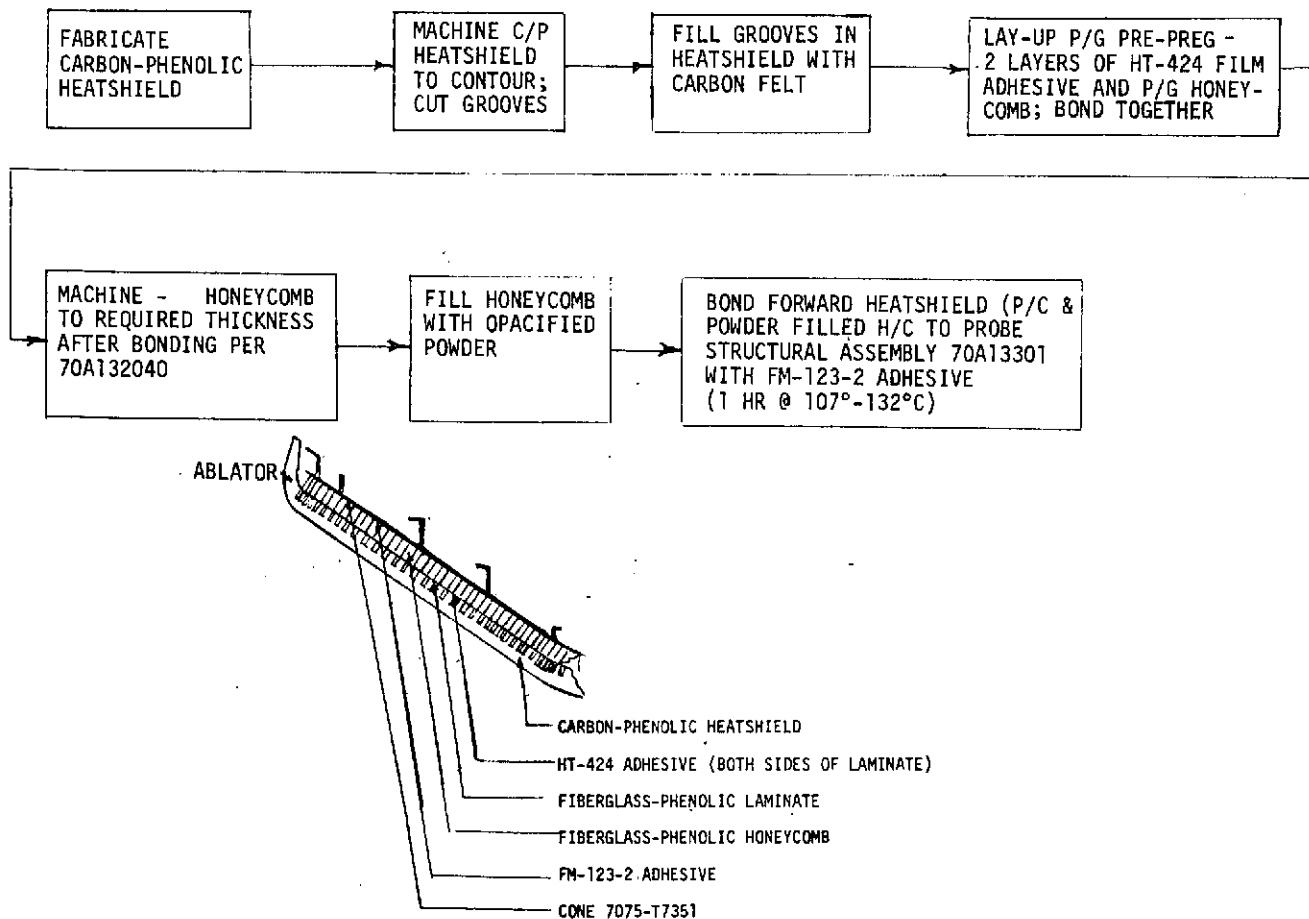 FABRICATE
CARBON-PHENOLIC
HEATSHIELD
MACHINE C/P
HEATSHIELD
TO CONTOUR;
CUT GROOVES
FILL GROOVES IN
HEATSHIELD WITH
CARBON FELT
LAY-UP P/G PRE-PREG -
2 LAYERS OF HT-424 FILM
ADHESIVE AND P/G HONEY-
COMB; BOND TOGETHER
MACHINE - HONEYCOMB
TO REQUIRED THICKNESS
AFTER BONDING PER
70A132040
FILL HONEYCOMB
WITH OPACIFIED
POWDER
BOND FORWARD HEATSHIELD (P/C &
POWDER FILLED H/C TO PROBE
STRUCTURAL ASSEMBLY 70A13301
WITH FM-123-2 ADHESIVE
(1 HR @ 107°-132°C)
ABLATOR
CARBON-PHENOLIC HEATSHIELD
HT-424 ADHESIVE (BOTH SIDES OF LAMINATE)
FIBERGLASS-PHENOLIC LAMINATE
FIBERGLASS-PHENOLIC HONEYCOMB
FM-123-2 ADHESIVE
CONE 7075-T7351